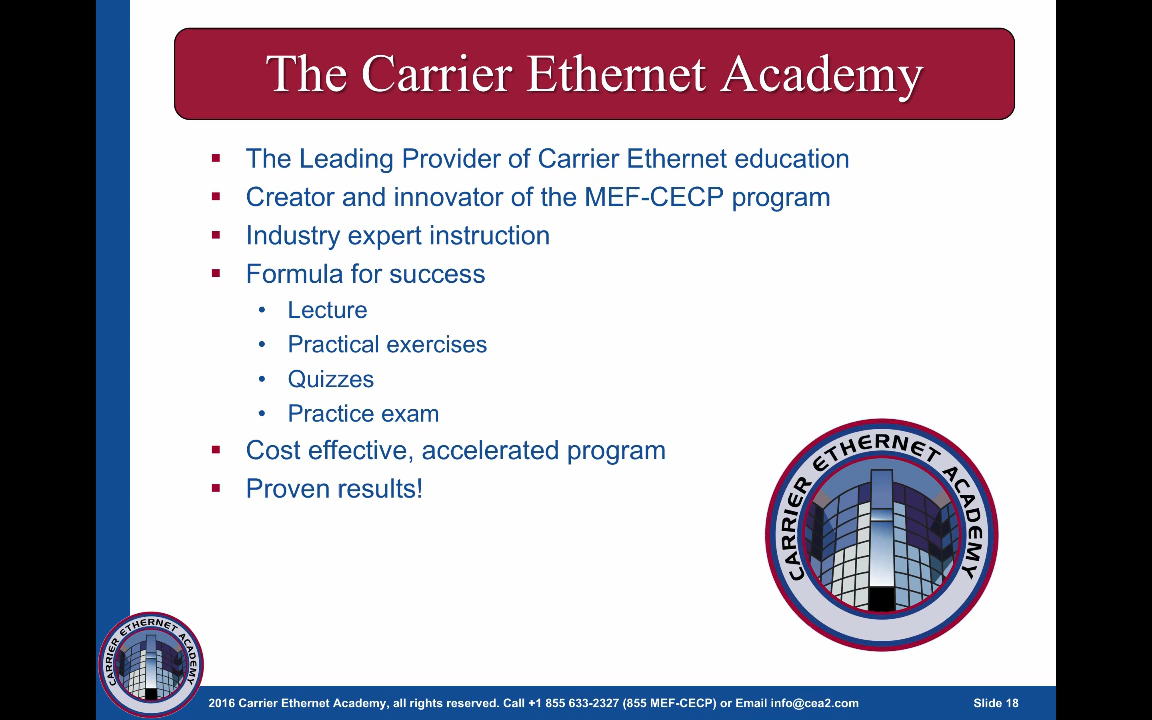 The Carrier Ethernet Academy
▪ The Leading Provider of Carrier Ethernet education
▪ Creator and innovator of the MEF-CECP program
▪ Industry expert instruction
▪ Formula for success
• Lecture
• Practical exercises
• Quizzes
• Practice exam
▪ Cost effective, accelerated program
▪ Proven results!
CARRIER ETHERNET ACADEMY
CARRIER ETHERNET ACADEMY
2016 Carrier Ethernet Academy, all rights reserved. Call +1 855 633-2327 (855 MEF-CECP) or Email info@cea2.com
Slide 18